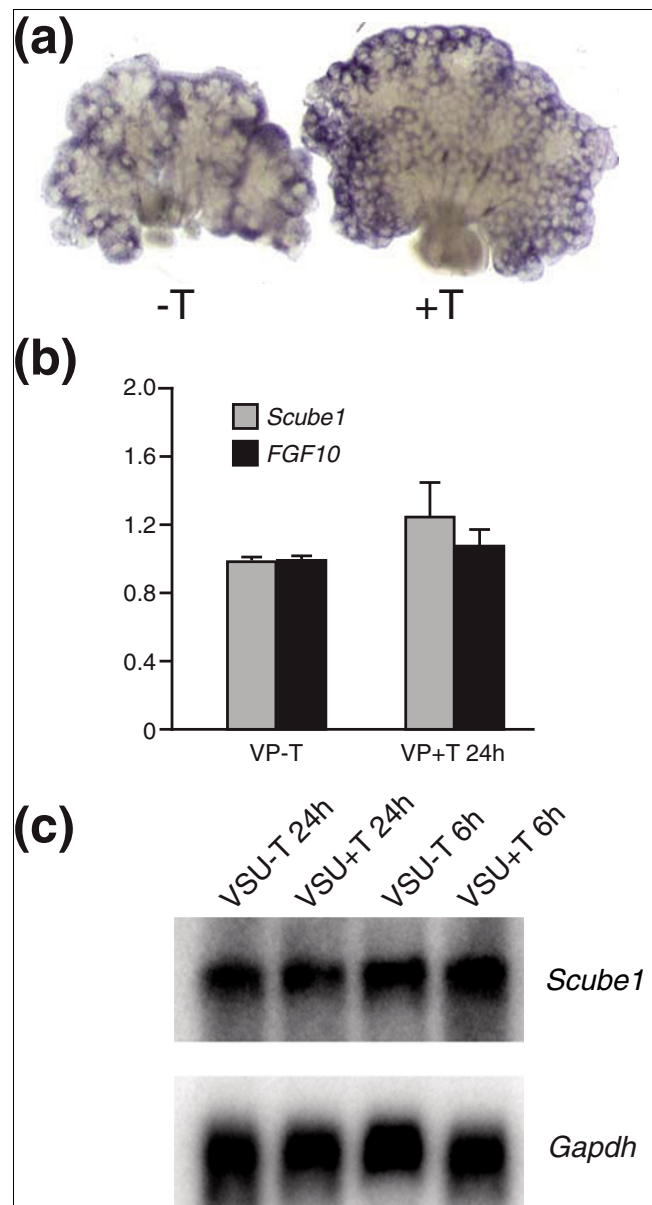 (a)
-T +T
(b)
2.0
1.6
1.2
0.8
0.4
0
Scube1
FGF10
VP-T VP+T 24h
(c)
VSU-T 24h VSU+T 24h VSU-T 6h VSU+T 6h
Scube1
Gapdh